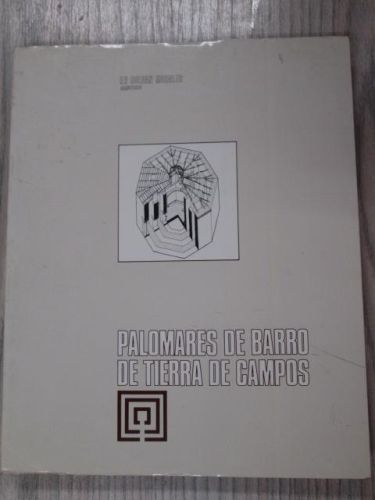 PALOMARES DE BARRO
DE TIERRA DE CAMPOS